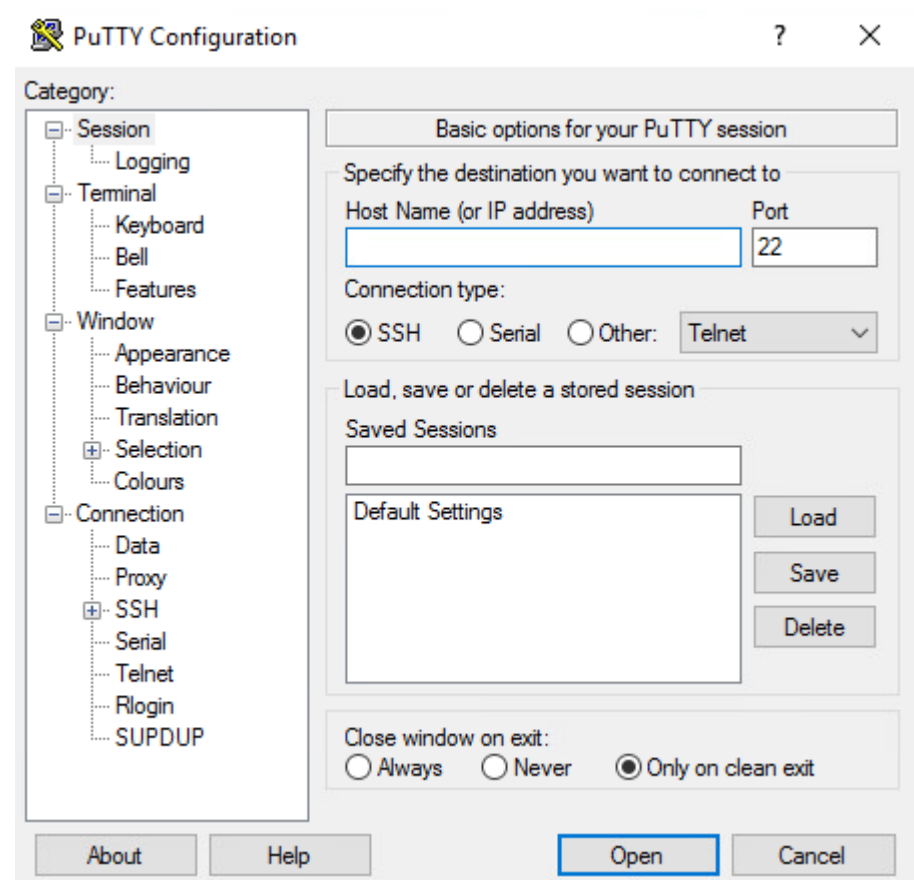 PuTTY Configuration
?
Category:
Session
Logging
Terminal
Keyboard
Bell
Features
Window
Appearance
Behaviour
Translation
Selection
Colours
Connection
Data
Proxy
SSH
Serial
Telnet
Rlogin
SUPDUP
Basic options for your PuTTY session
Specify the destination you want to connect to
Host Name (or IP address) Port
22
Connection type:
SSH Serial Other: Telnet
Load, save or delete a stored session
Saved Sessions
Default Settings
Load
Save
Delete
Close window on exit:
Always Never Only on clean exit
About Help Open Cancel